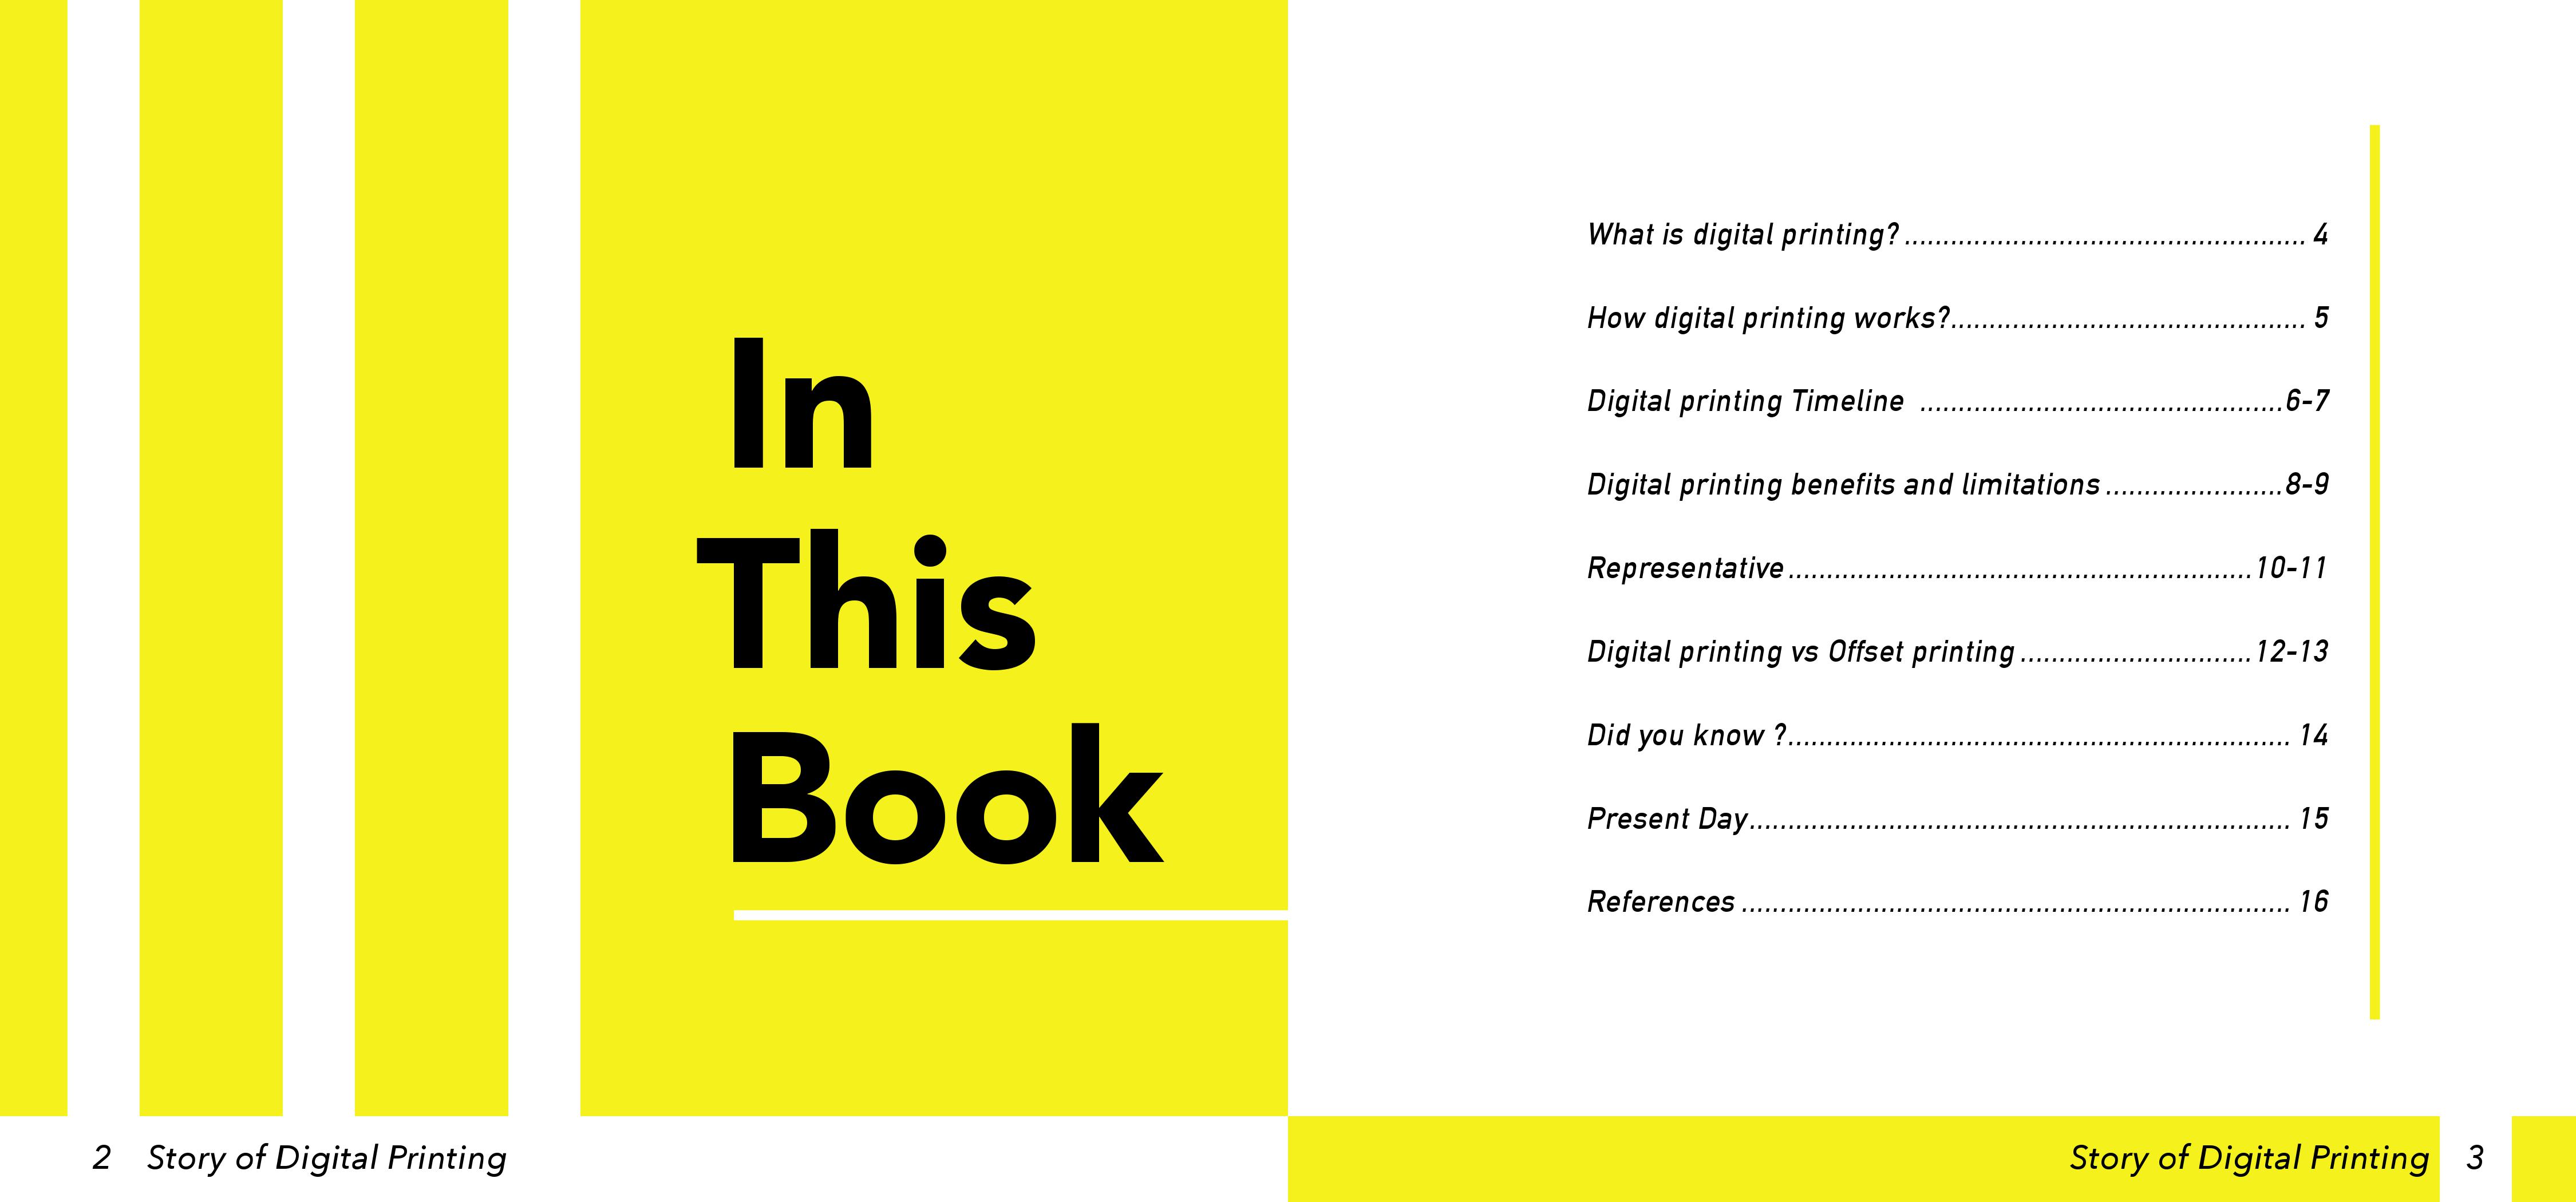 In
This
Book
2 Story of Digital Printing
What is digital printing? .................................................... 4
How digital printing works?.............................................. 5
Digital printing Timeline ...............................................6-7
Digital printing benefits and limitations .......................8-9
Representative ............................................................10-11
Digital printing vs Offset printing ..............................12-13
Did you know ?................................................................. 14
Present Day...................................................................... 15
References ....................................................................... 16
Story of Digital Printing 3